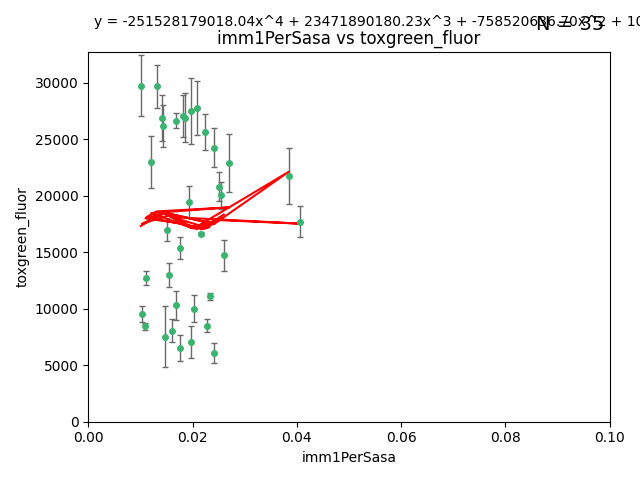 y = -251528179018.04x^4 + 23471890180.23x^3 +
N = 35
imm1PerSasa vs toxgreen_fluor
30000
25000
20000
15000
10000
5000
0
toxgreen_fluor
0.00 0.02 0.04 0.06 0.08 0.10
imm1PerSasa